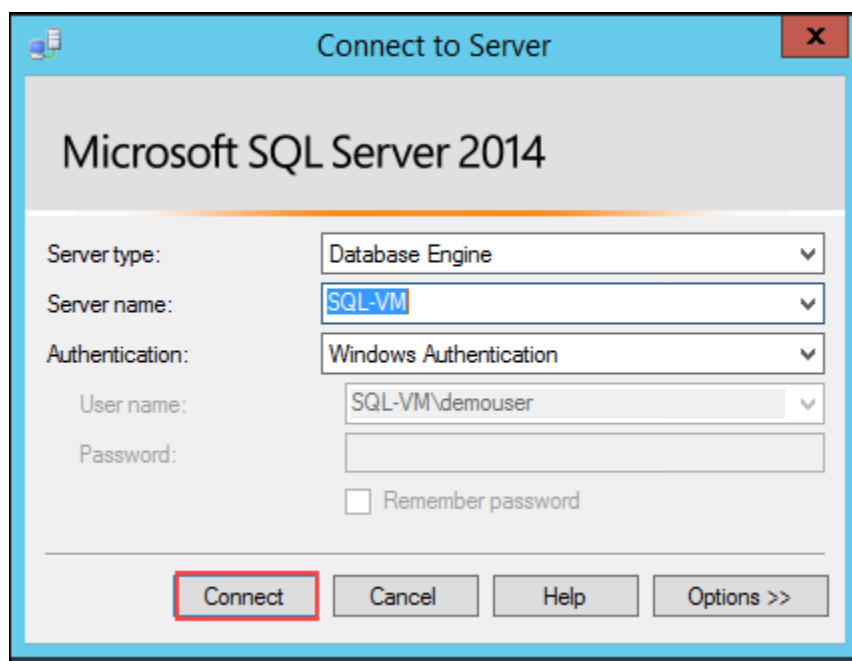 Connect to Server
x
Microsoft SQL Server 2014
Server type: Database Engine
Server name: SQL-VM
Authentication: Windows Authentication
User name: SQL-VM\demouser
Password:
Remember password
Connect Cancel Help Options >>